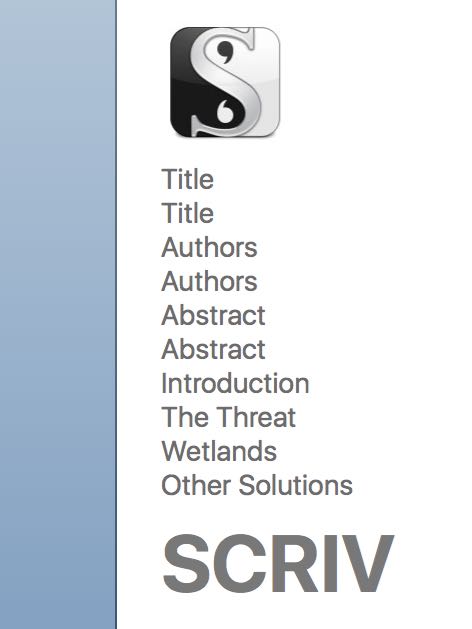 Title
Title
Authors
Authors
Abstract
Abstract
Introduction
The Threat
Wetlands
Other Solutions
SCRIV